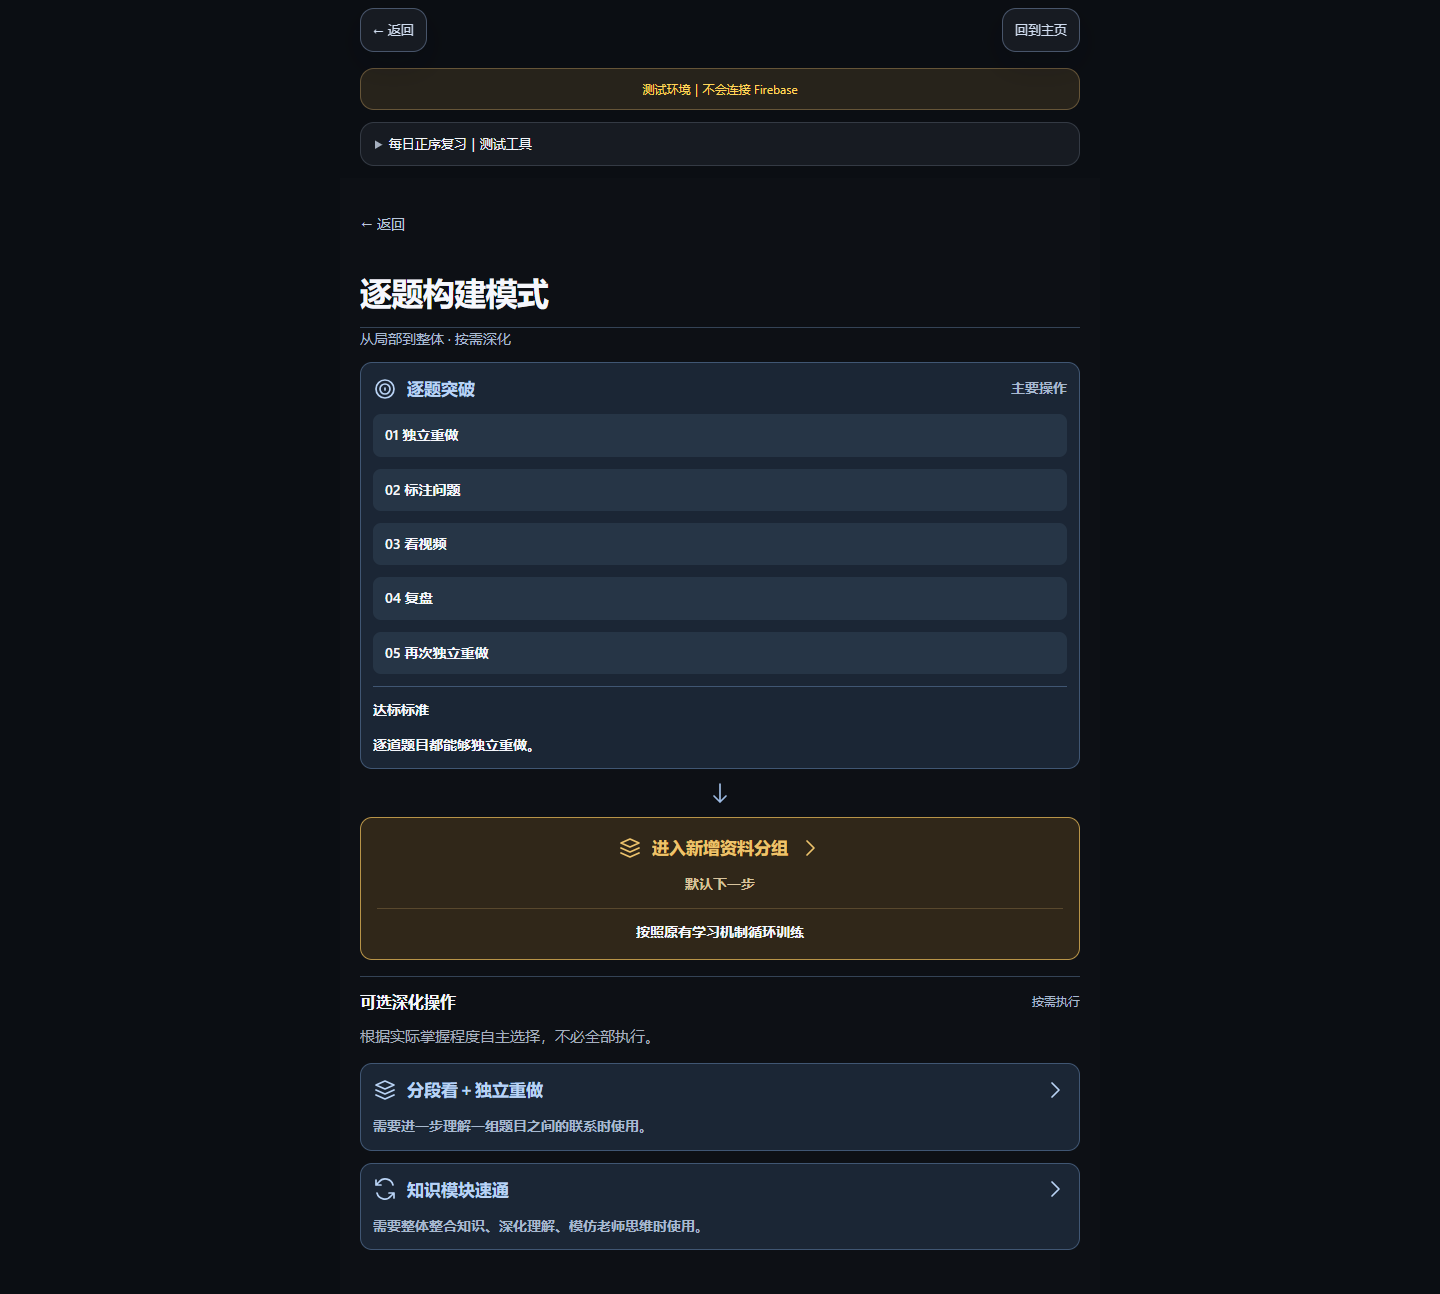 ← 返回
回到主页
测试环境 | 不会连接 Firebase
▶ 每日正序复习 | 测试工具
← 返回
逐题构建模式
从局部到整体 · 按需深化
逐题突破
主要操作
01 独立重做
02 标注问题
03 看视频
04 复盘
05 再次独立重做
达标标准
逐道题目都能够独立重做。
进入新增资料分组
默认下一步
按照原有学习机制循环训练
可选深化操作
按需执行
根据实际掌握程度自主选择，不必全部执行。
分段看 + 独立重做
需要进一步理解一组题目之间的联系时使用。
知识模块速通
需要整体整合知识、深化理解、模仿老师思维时使用。